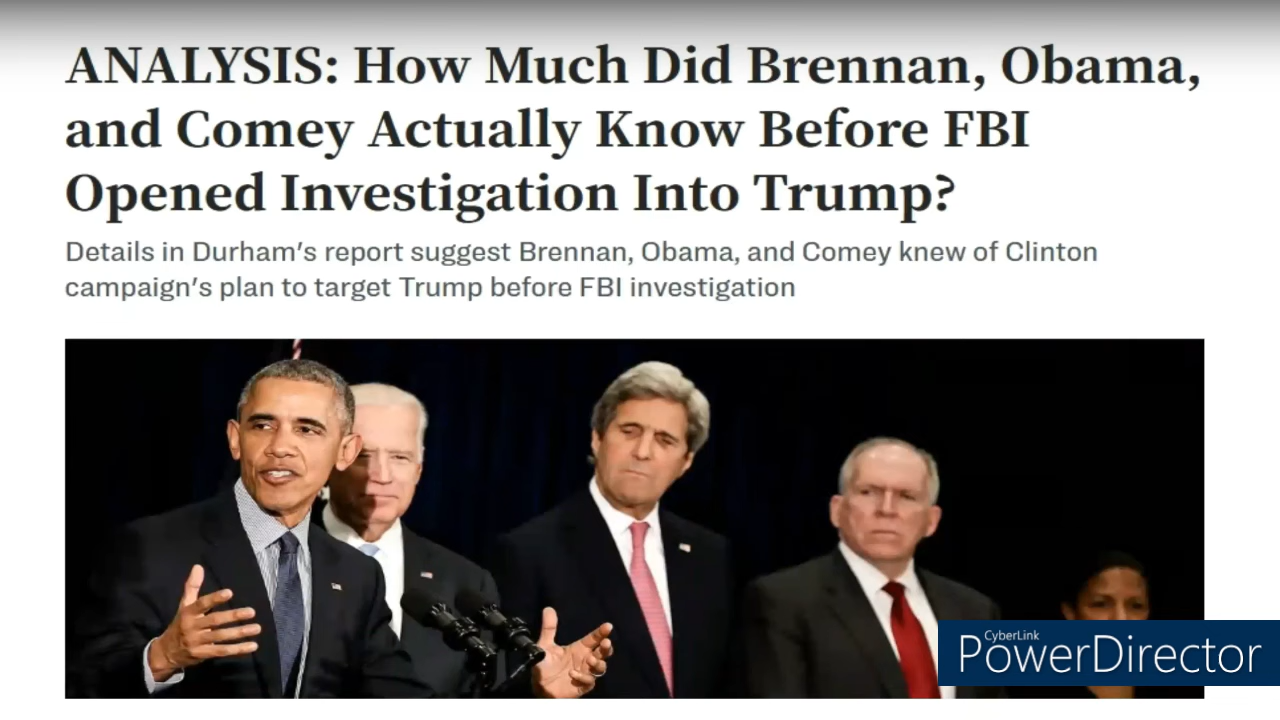 ANALYSIS: How Much Did Brennan, Obama,
and Comey Actually Know Before FBI
Opened Investigation Into Trump?
Details in Durham's report suggest Brennan, Obama, and Comey knew of Clinton
campaign's plan to target Trump before FBI investigation
CyberLink
PowerDirector